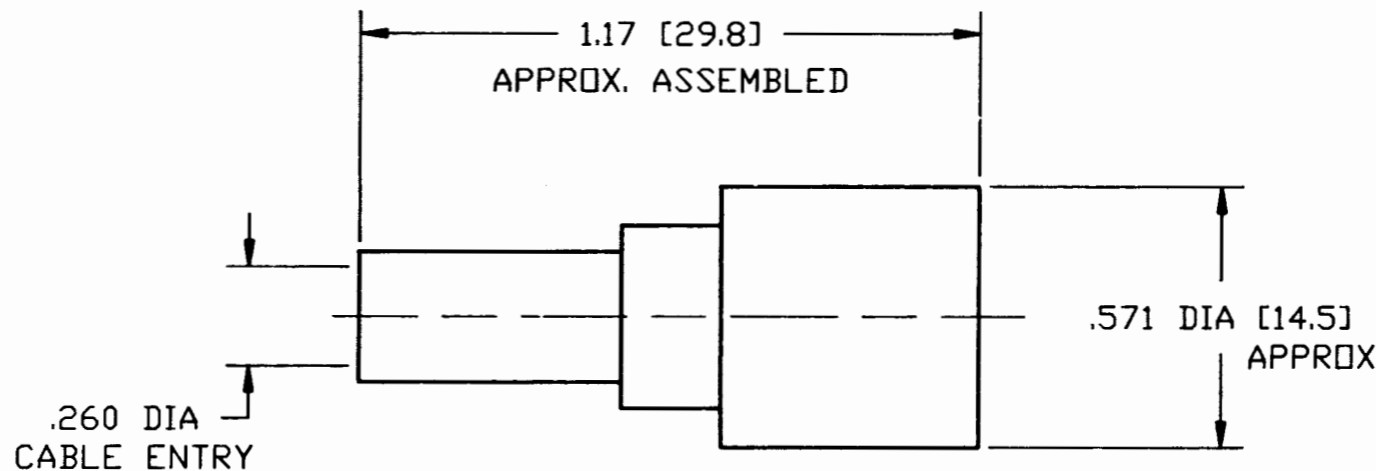 1.17 [29.8]
APPROX. ASSEMBLED
.571 DIA [14.5]
APPROX
.260 DIA
CABLE ENTRY